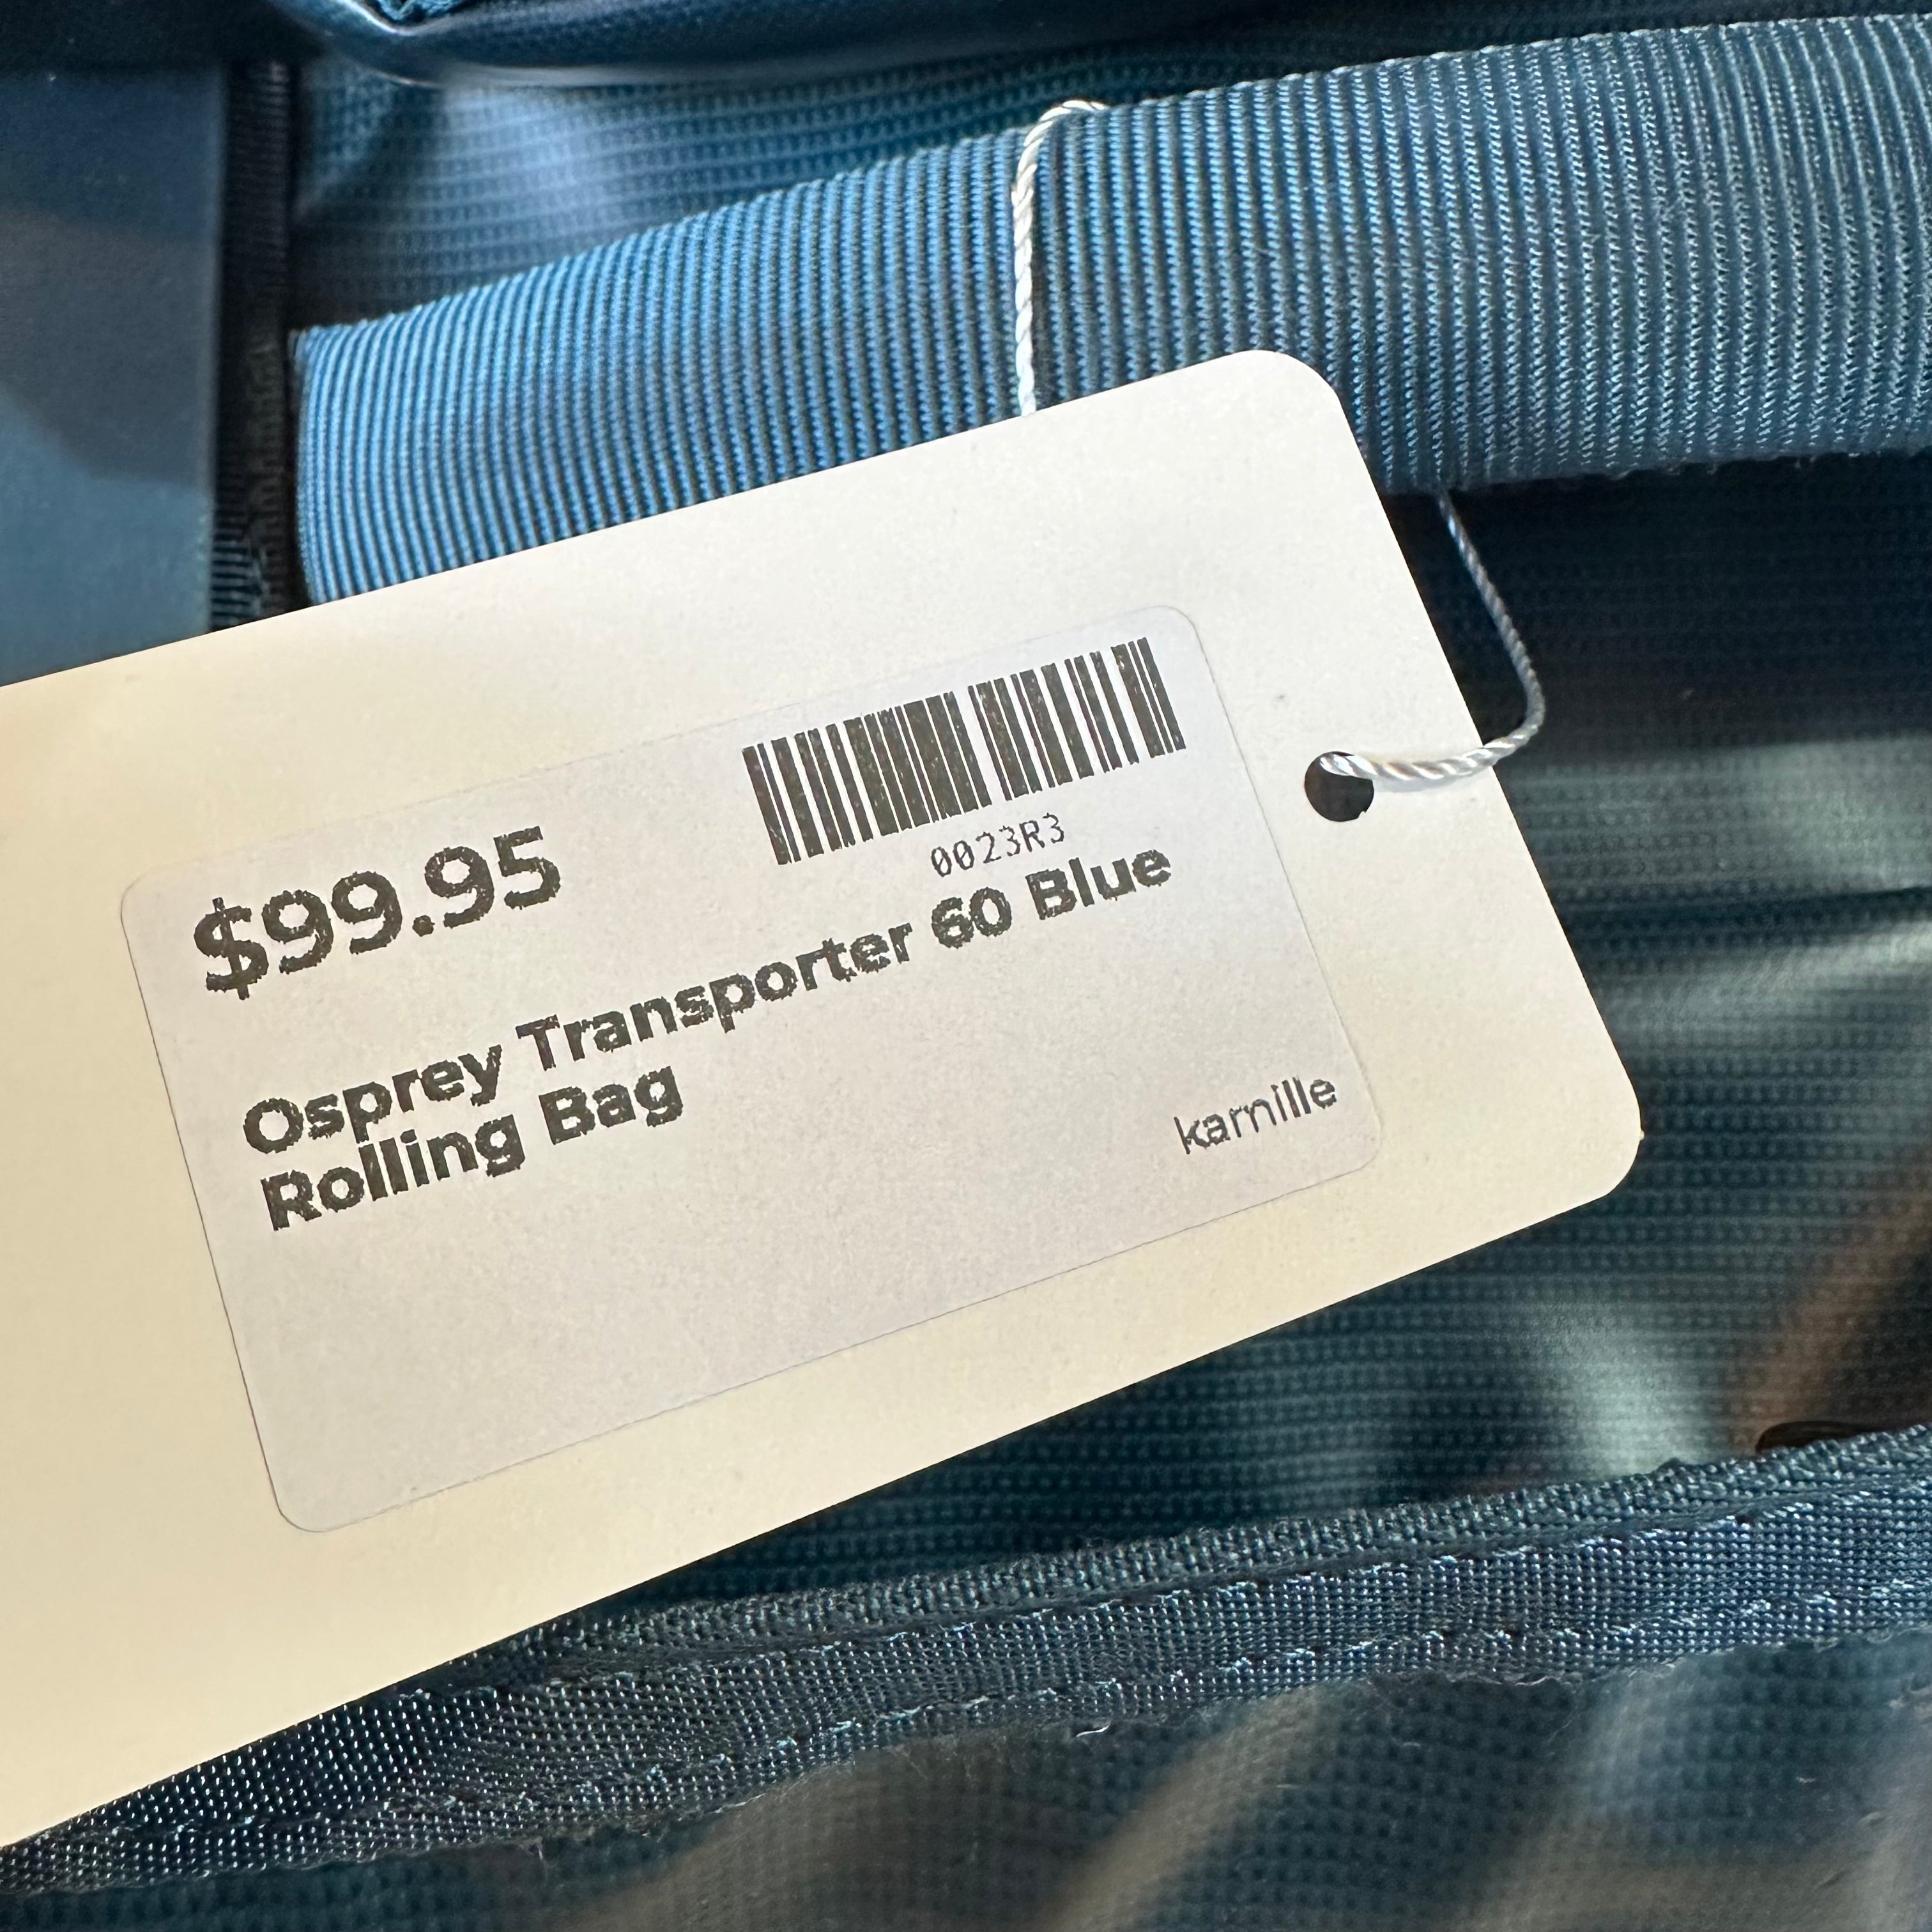 0023R3
$99.95
Osprey Transporter 60 Blue
Rolling Bag
karnille